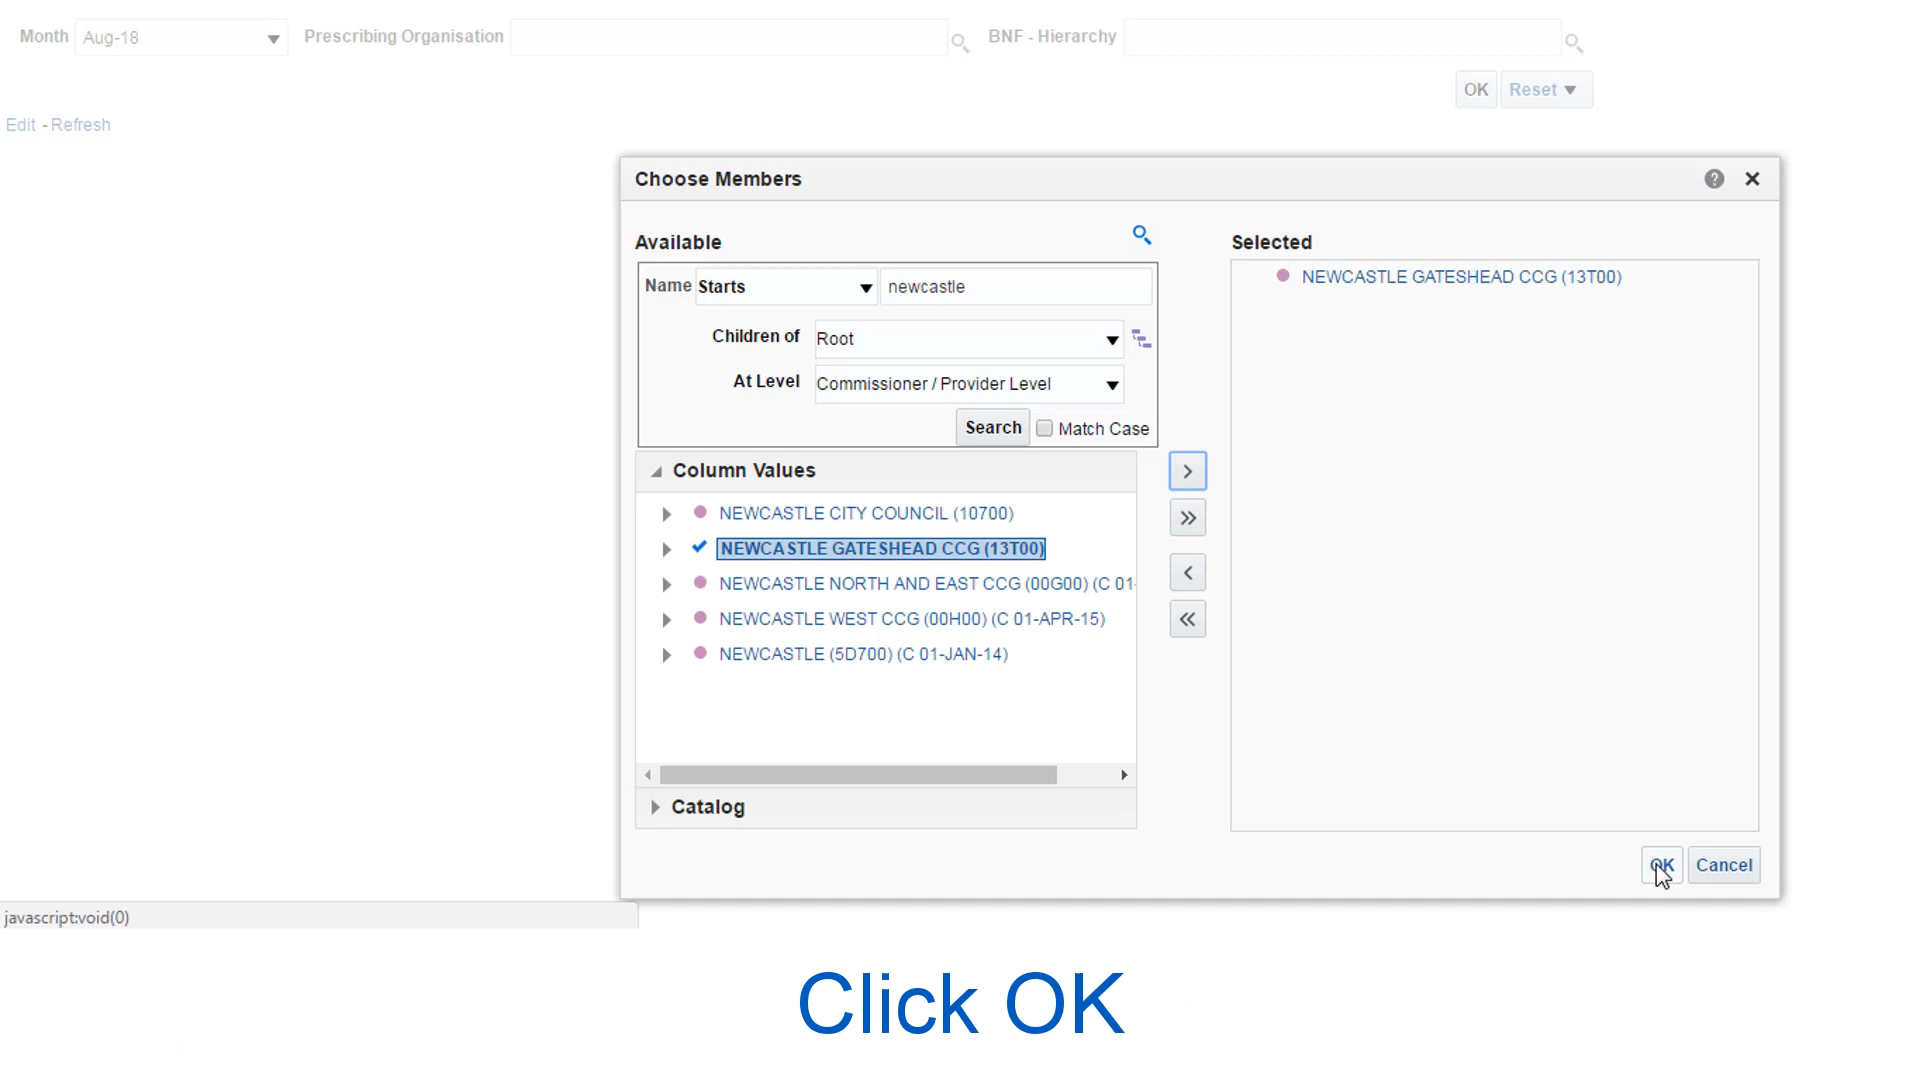 Month Aug-18 Prescribing Organisation BNF - Hierarchy
OK Reset
Edit - Refresh
Choose Members
Available
Selected
Name Starts newcastle
NEWCASTLE GATESHEAD CCG (13T00)
Children of Root
At Level Commissioner / Provider Level
Search Match Case
Column Values
NEWCASTLE CITY COUNCIL (10700)
NEWCASTLE GATESHEAD CCG (13T00)
NEWCASTLE NORTH AND EAST CCG (00G00) (C 01-
NEWCASTLE WEST CCG (00H00) (C 01-APR-15)
NEWCASTLE (5D700) (C 01-JAN-14)
Catalog
OK Cancel
javascript:void(0)
Click OK